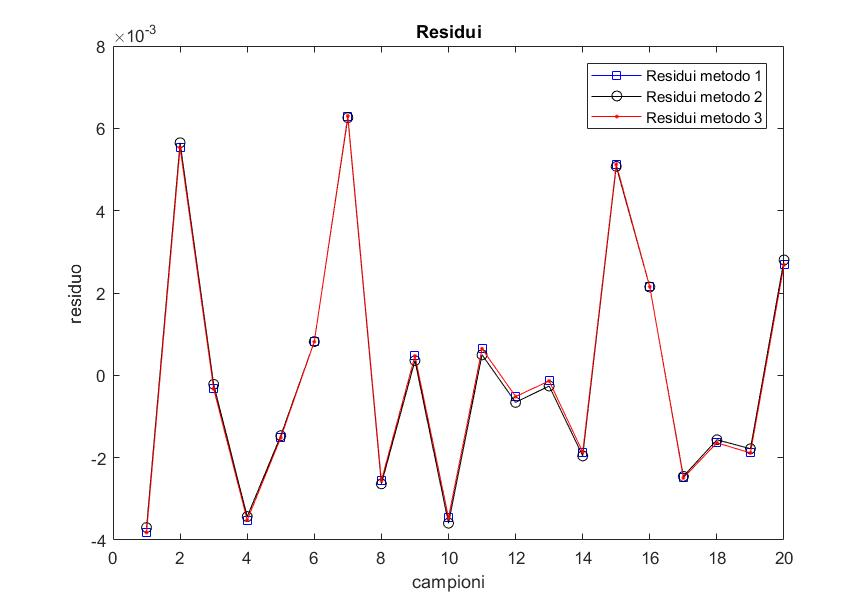 Residui
×10-3
8
6
4
2
0
-2
-4
residuo
Residui metodo 1
Residui metodo 2
Residui metodo 3
0 2 4 6 8 10 12 14 16 18 20
campioni